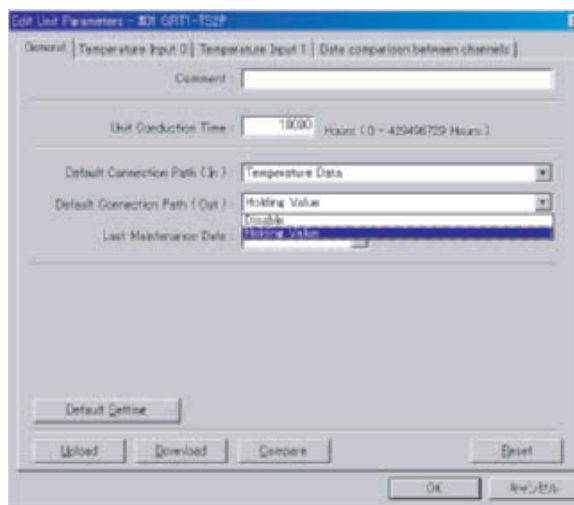 Edit Unit Parameters - #01 GRT1-TS2P
General
Temperature Input 0
Temperature Input 1
Data comparison between channels
Comment :
Unit Conduction Time :
Hours ( 0 - 429496729 Hours )
Default Connection Path ( In ) :
Temperature Data
Default Connection Path ( Out ) :
Holding Value
Disable
Holding Value
Last Maintenance Date :
Default Setting
Upload
Download
Compare
Reset
OK
キャンセル